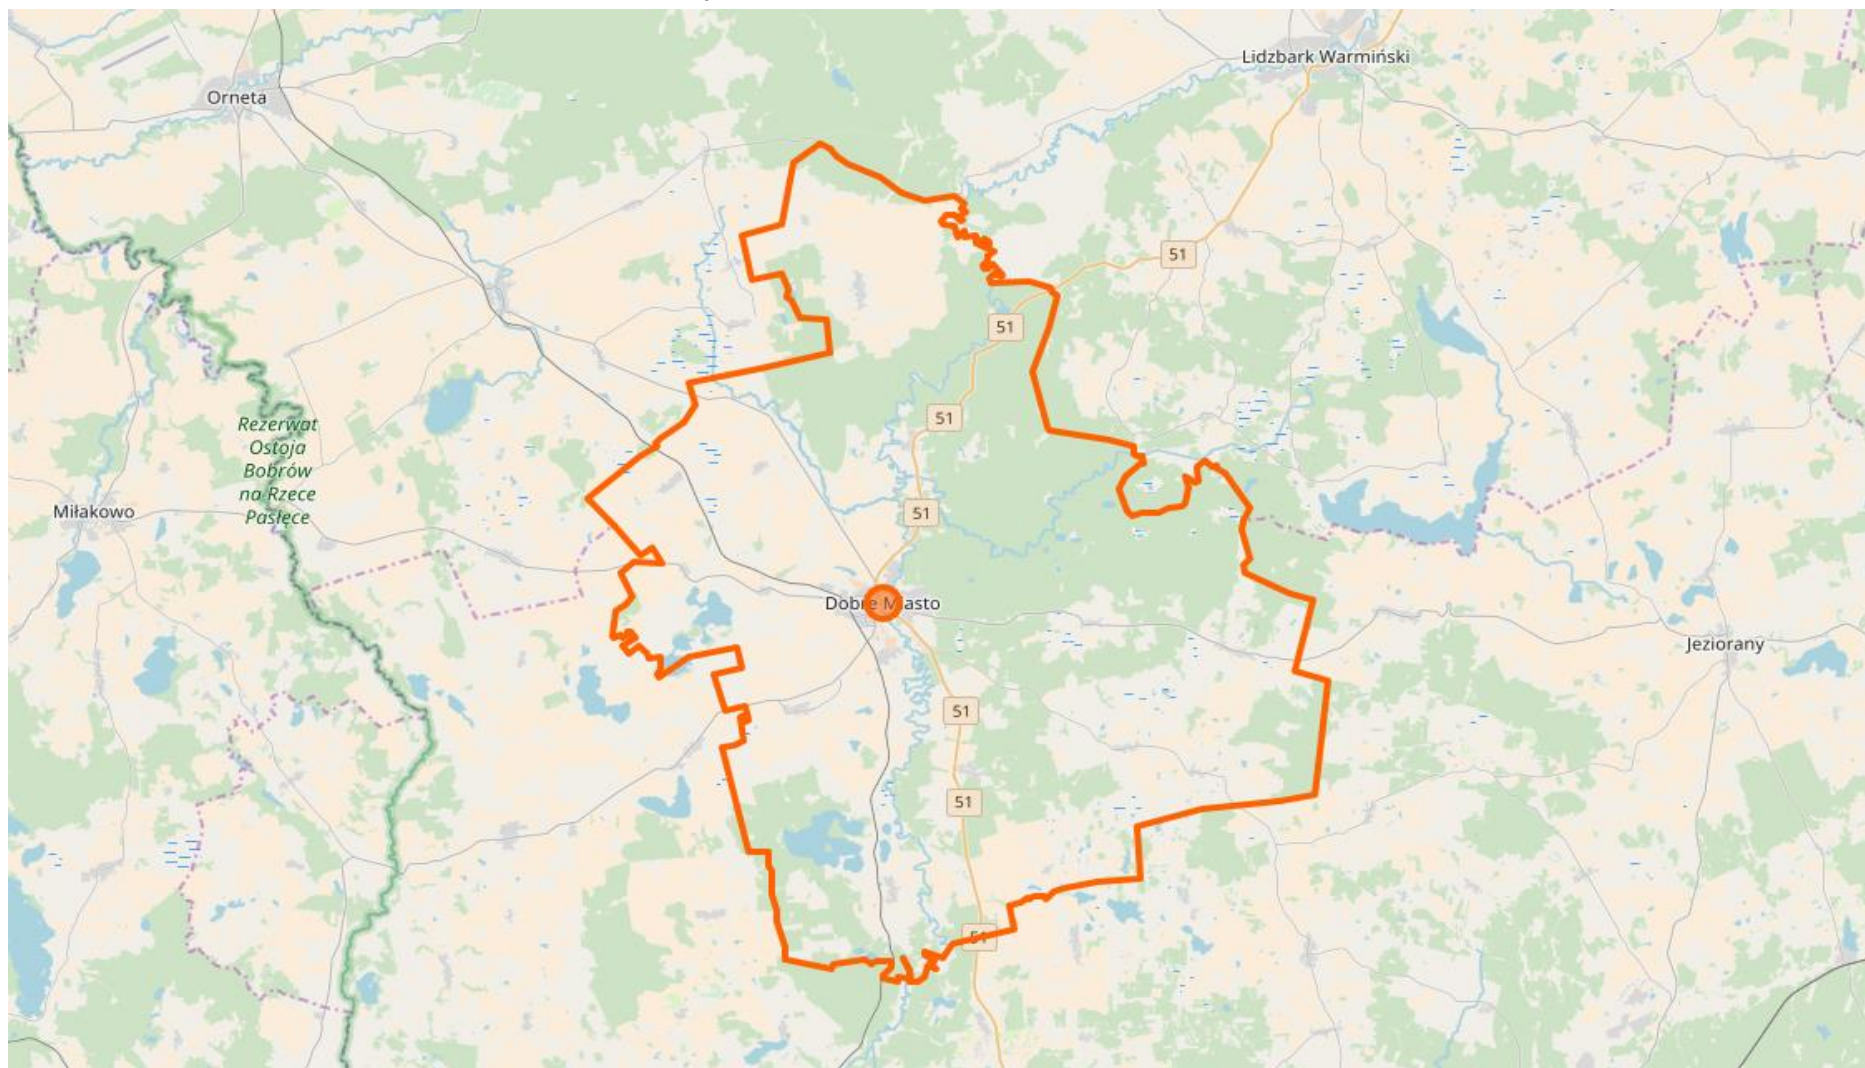 Lidzbark Warmiński
Orneta
51
51
51
Rezerwat
Ostoja
Bobrów
na Rzece
Pasłęce
Miłakowo
51
Dobre Miasto
Jeziorany
51
51
51